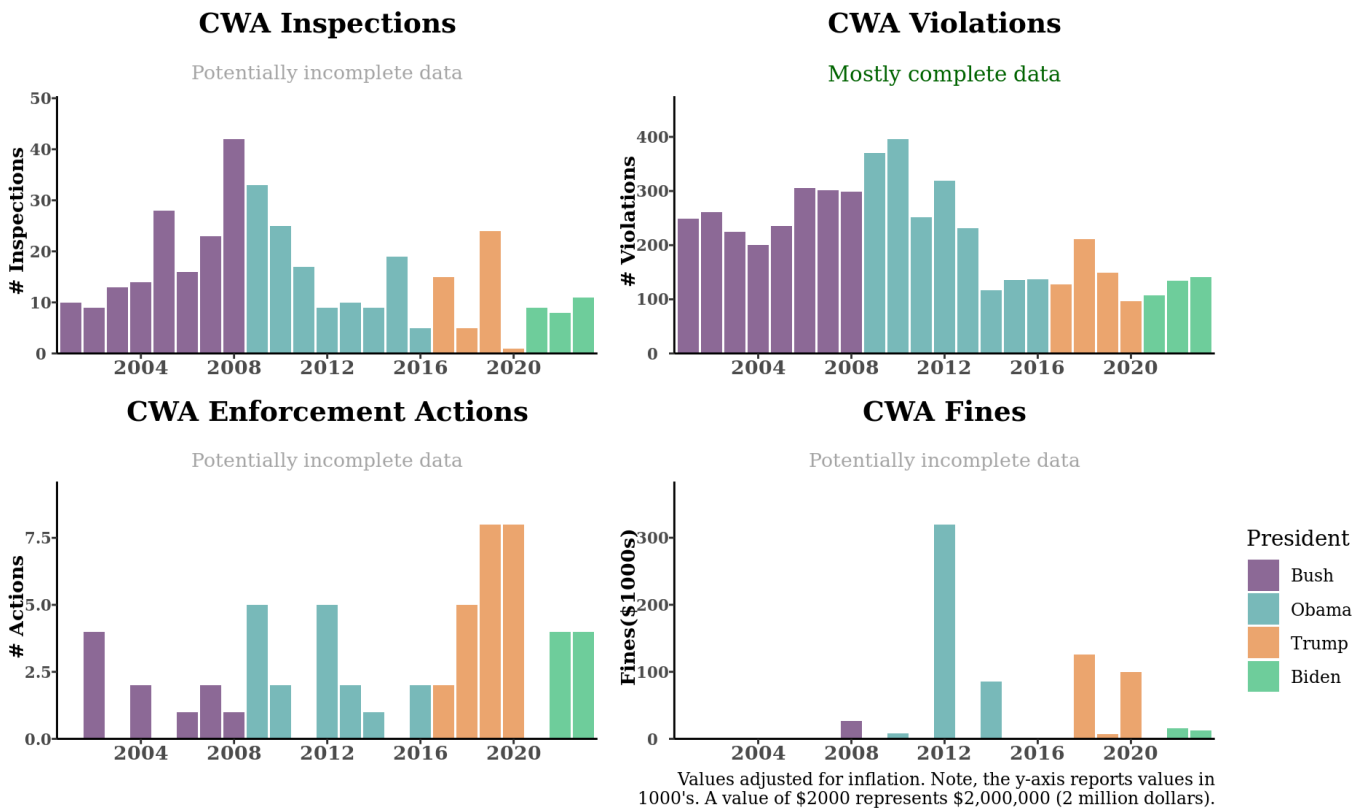 CWA Inspections
Potentially incomplete data
# Inspections
50
40
30
20
10
0
2004 2008 2012 2016 2020
CWA Violations
Mostly complete data
# Violations
400
300
200
100
0
2004 2008 2012 2016 2020
CWA Enforcement Actions
Potentially incomplete data
# Actions
7.5
5.0
2.5
0.0
2004 2008 2012 2016 2020
CWA Fines
Potentially incomplete data
Fines($1000s)
300
200
100
0
2004 2008 2012 2016 2020
President
Bush
Obama
Trump
Biden
Values adjusted for inflation. Note, the y-axis reports values in
1000's. A value of $2000 represents $2,000,000 (2 million dollars).